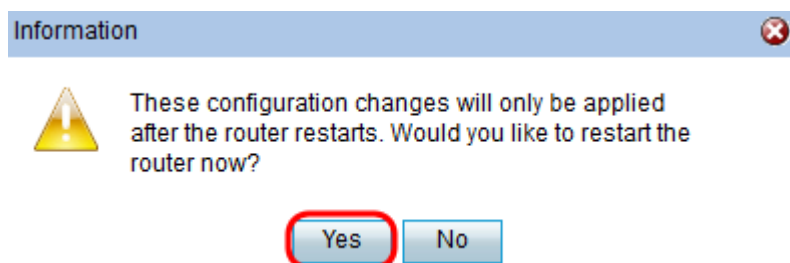 Information
These configuration changes will only be applied
after the router restarts. Would you like to restart the
router now?
Yes No